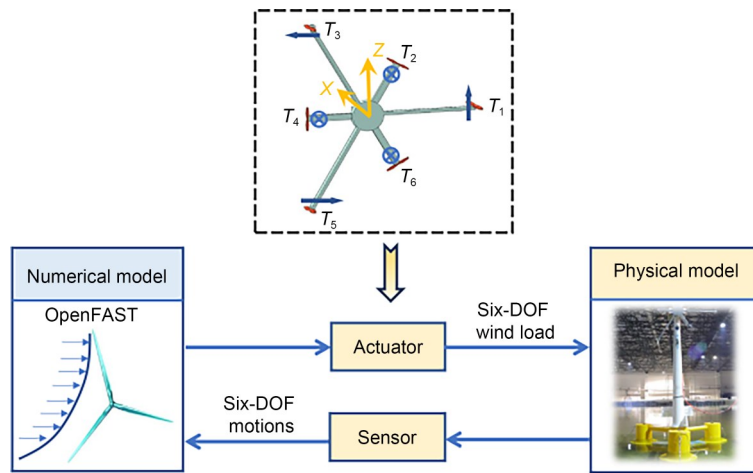 T3
Z
T2
X
T4
T1
T6
T5
Numerical model
OpenFAST
Actuator
Six-DOF
wind load
Physical model
Six-DOF
motions
Sensor